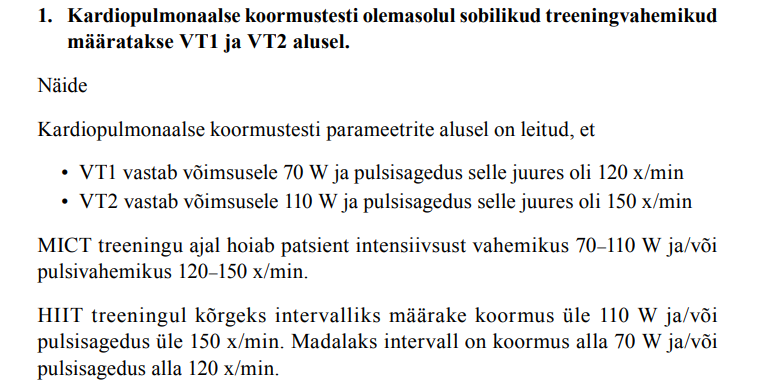 1. Kardiopulmonaalse koormustesti olemasolul sobilikud treeningvahemikud
määratakse VT1 ja VT2 alusel.
Näide
Kardiopulmonaalse koormustesti parameetrite alusel on leitud, et
• VT1 vastab võimsusele 70 W ja pulsisagedus selle juures oli 120 x/min
• VT2 vastab võimsusele 110 W ja pulsisagedus selle juures oli 150 x/min
MICT treeningu ajal hoiab patsient intensiivsust vahemikus 70–110 W ja/või
pulsivahemikus 120–150 x/min.
HIIT treeningul kõrgeks intervalliks määrake koormus üle 110 W ja/või
pulsisagedus üle 150 x/min. Madalaks intervall on koormus alla 70 W ja/või
pulsisagedus alla 120 x/min.